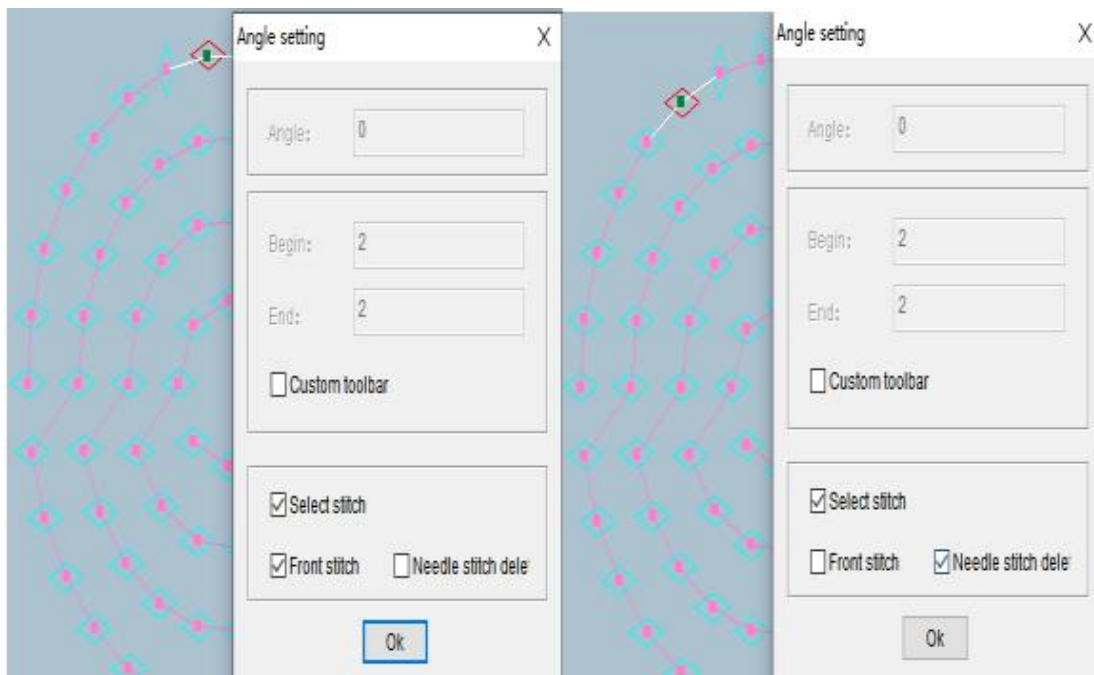 Angle setting X
Angle: 0
Begin: 2
End: 2
Custom toolbar
Select stitch
Front stitch Needle stitch dele
Ok
Angle setting X
Angle: 0
Begin: 2
End: 2
Custom toolbar
Select stitch
Front stitch Needle stitch dele
Ok